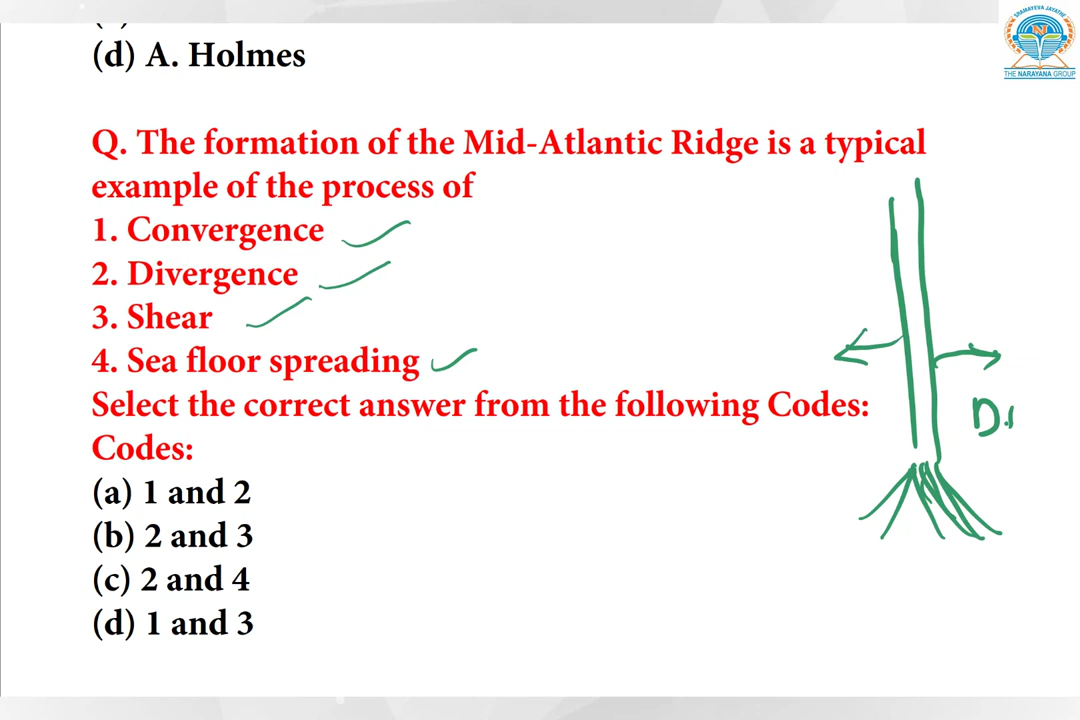 (d) A. Holmes
SHAMAYEVA JAYATHE
N
THE NARAYANA GROUP
Q. The formation of the Mid-Atlantic Ridge is a typical
example of the process of
1. Convergence
2. Divergence
3. Shear
4. Sea floor spreading
Select the correct answer from the following Codes:
Codes:
D.
(a) 1 and 2
(b) 2 and 3
(c) 2 and 4
(d) 1 and 3